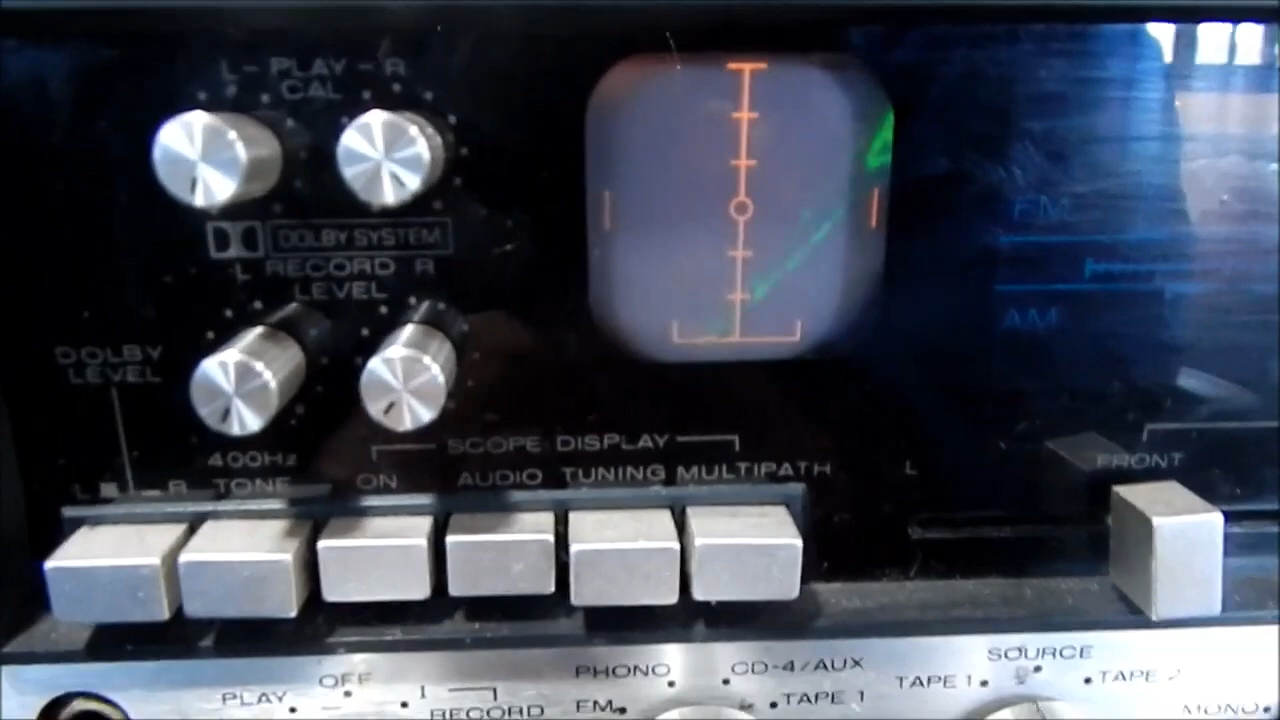 L - PLAY - R
CAL
DOLBY SYSTEM
L RECORD R
LEVEL
DOLBY
LEVEL
L R
400Hz
TONE
SCOPE DISPLAY
ON AUDIO TUNING MULTIPATH
FM
AM
L
FRONT
PLAY OFF I RECORD
PHONO CD-4/AUX
FM TAPE 1
SOURCE
TAPE 1 TAPE 2
MONO